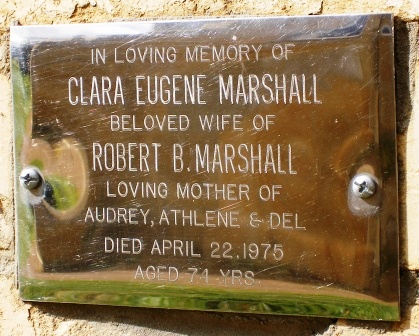 IN LOVING MEMORY OF
CLARA EUGENE MARSHALL
BELOVED WIFE OF
ROBERT B. MARSHALL
LOVING MOTHER OF
AUDREY, ATHLENE & DEL
DIED APRIL 22, 1975
AGED 74 YRS.